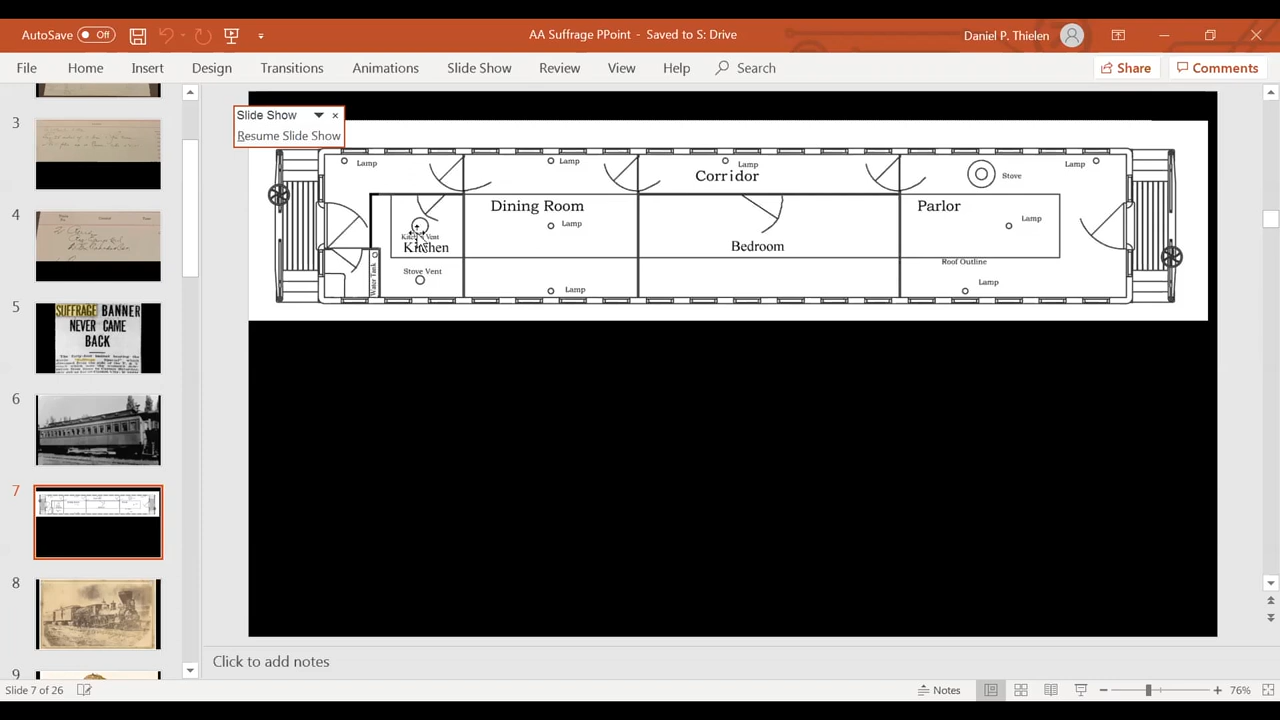 AutoSave Off
AA Suffrage PPoint - Saved to S: Drive
Daniel P. Thielen
File Home Insert Design Transitions Animations Slide Show Review View Help Search
Share Comments
Slide Show
Resume Slide Show
3
4
5
SUFFRAGE BANNER
NEVER CAME
BACK
6
7
8
9
Lamp Lamp Lamp Lamp
Corridor
Stove
Dining Room
Parlor
Lamp
Lamp
Vent
Kitchen
Bedroom
Roof Outline
Stove Vent
Water Tank
Lamp
Lamp
Click to add notes
Slide 7 of 26
Notes
76%